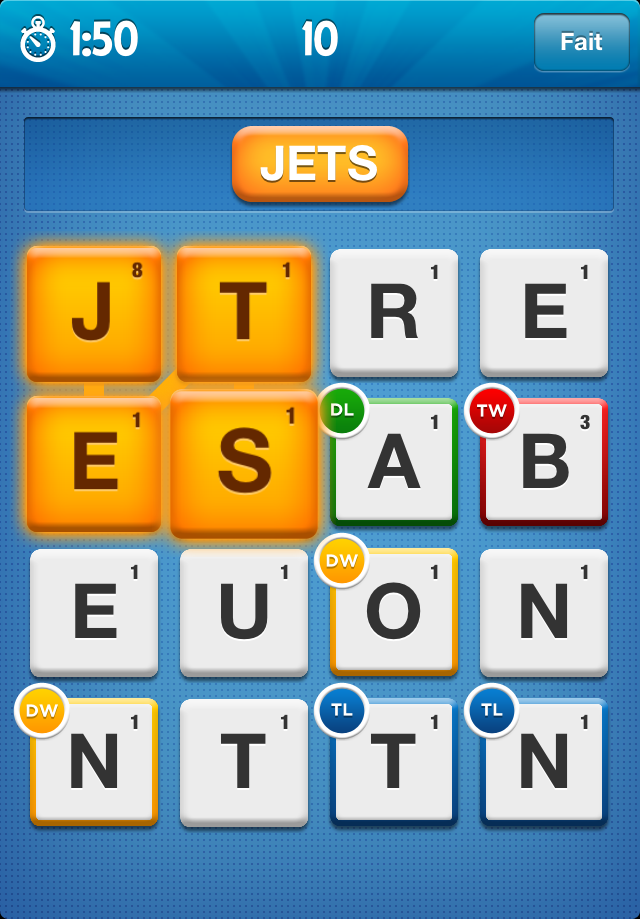 1:50 10 Fait
JETS
J 8 T 1 R 1 E 1
E 1 S 1 DL A 1 TW B 3
E 1 U 1 DW O 1 N 1
DW N 1 T 1 TL T 1 TL N 1